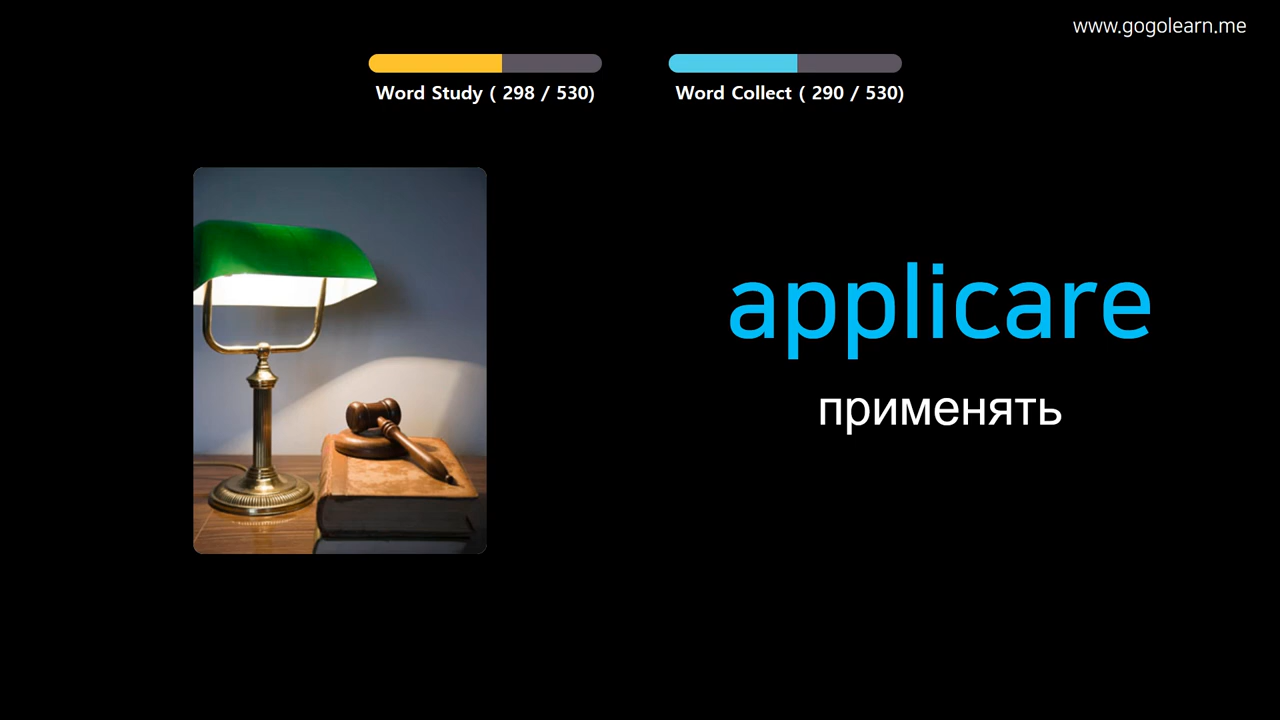 www.gogolearn.me
Word Study ( 298 / 530)
Word Collect ( 290 / 530)
applicare
применять